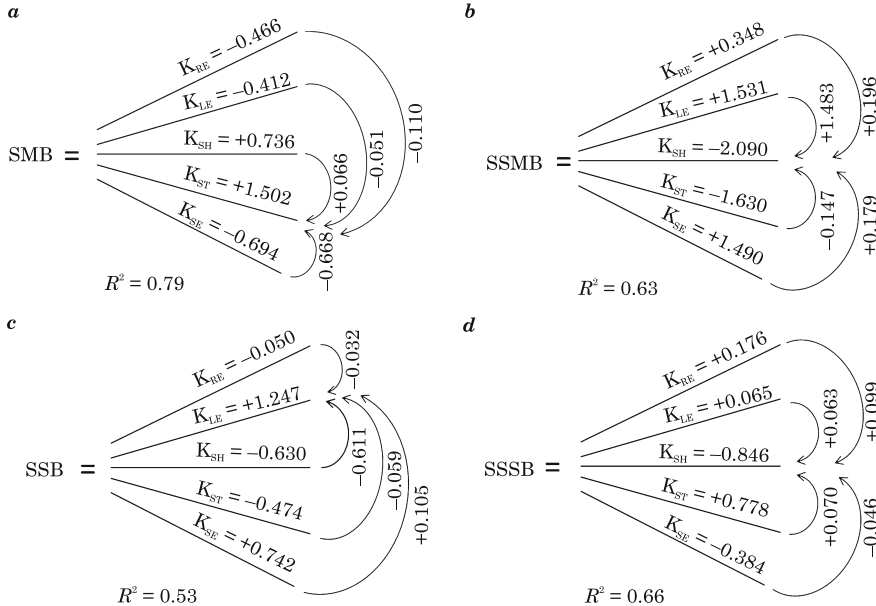 a
SMB =
K_RE = −0.466
K_LE = −0.412
K_SH = +0.736
K_ST = +1.502
K_SE = −0.694
−0.110
−0.051
+0.066
−0.668
R² = 0.79
b
SSMB =
K_RE = +0.348
K_LE = +1.531
K_SH = −2.090
K_ST = −1.630
K_SE = +1.490
+0.196
+1.483
−0.147
+0.179
R² = 0.63
c
SSB =
K_RE = −0.050
K_LE = +1.247
K_SH = −0.630
K_ST = −0.474
K_SE = +0.742
−0.032
−0.611
−0.059
+0.105
R² = 0.53
d
SSSB =
K_RE = +0.176
K_LE = +0.065
K_SH = −0.846
K_ST = +0.778
K_SE = −0.384
+0.099
+0.063
+0.070
−0.046
R² = 0.66